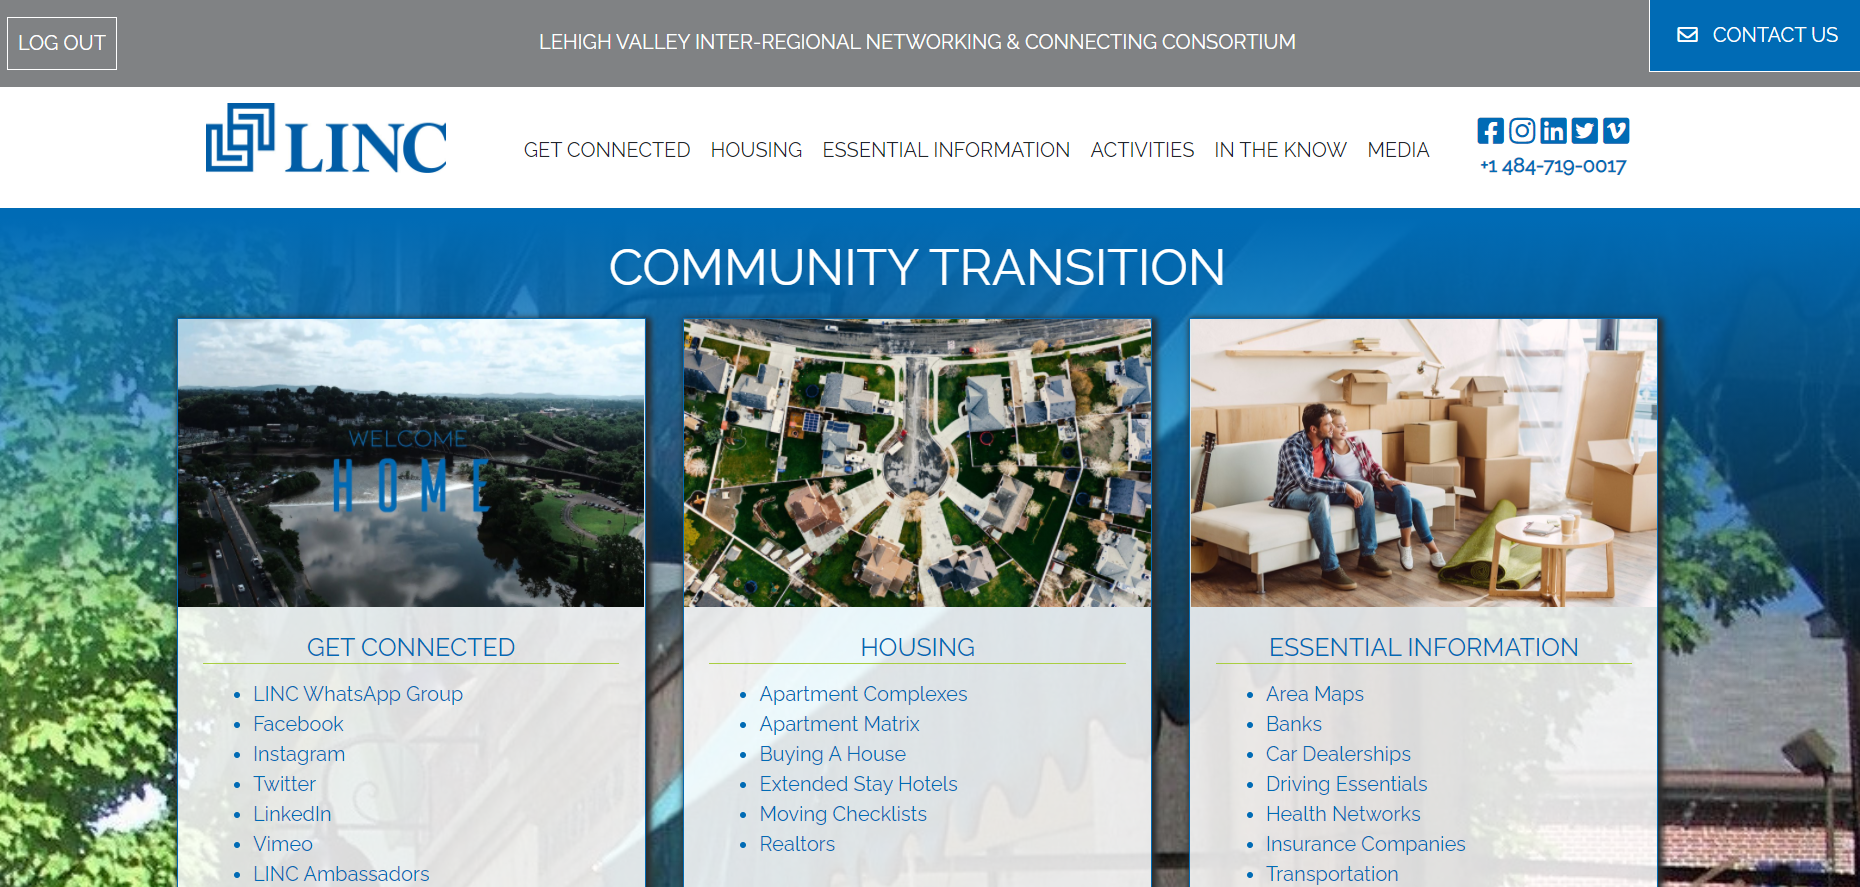 LOG OUT
LEHIGH VALLEY INTER-REGIONAL NETWORKING & CONNECTING CONSORTIUM
CONTACT US
LINC
GET CONNECTED
HOUSING
ESSENTIAL INFORMATION
ACTIVITIES
IN THE KNOW
MEDIA
+1 484-719-0017
COMMUNITY TRANSITION
WELCOME
HOME
GET CONNECTED
LINC WhatsApp Group
Facebook
Instagram
Twitter
LinkedIn
Vimeo
LINC Ambassadors
HOUSING
Apartment Complexes
Apartment Matrix
Buying A House
Extended Stay Hotels
Moving Checklists
Realtors
ESSENTIAL INFORMATION
Area Maps
Banks
Car Dealerships
Driving Essentials
Health Networks
Insurance Companies
Transportation